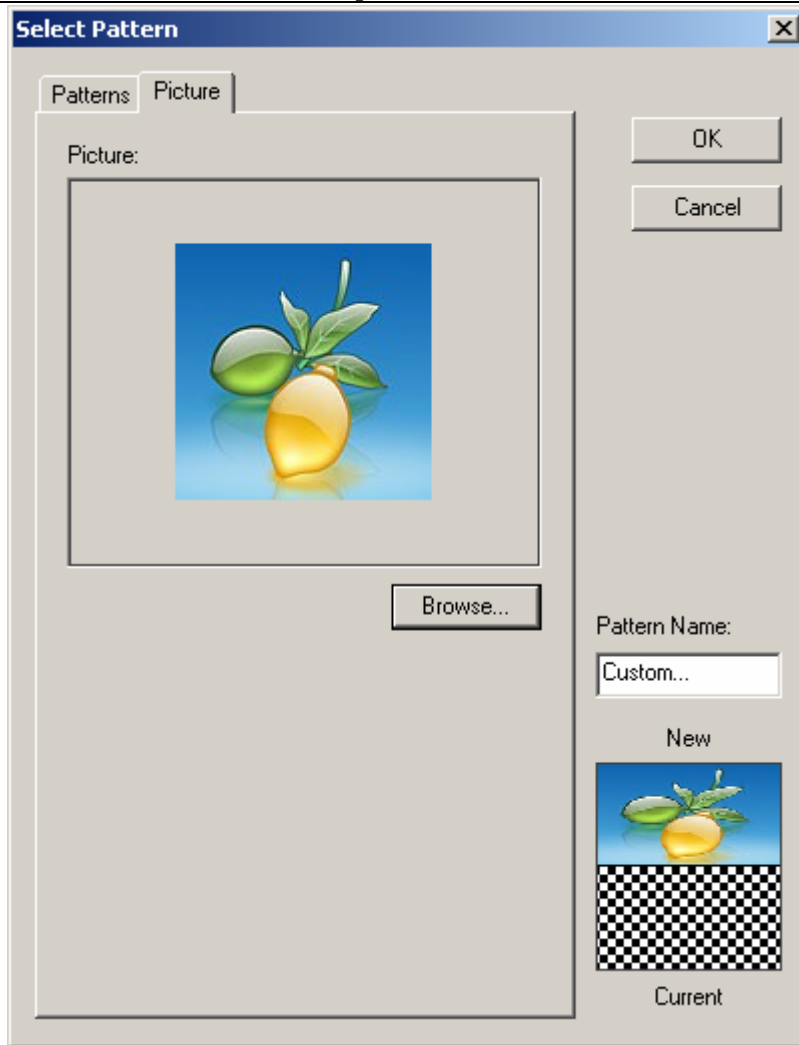 Select Pattern
Patterns Picture
Picture:
OK
Cancel
Browse...
Pattern Name:
Custom...
New
Current